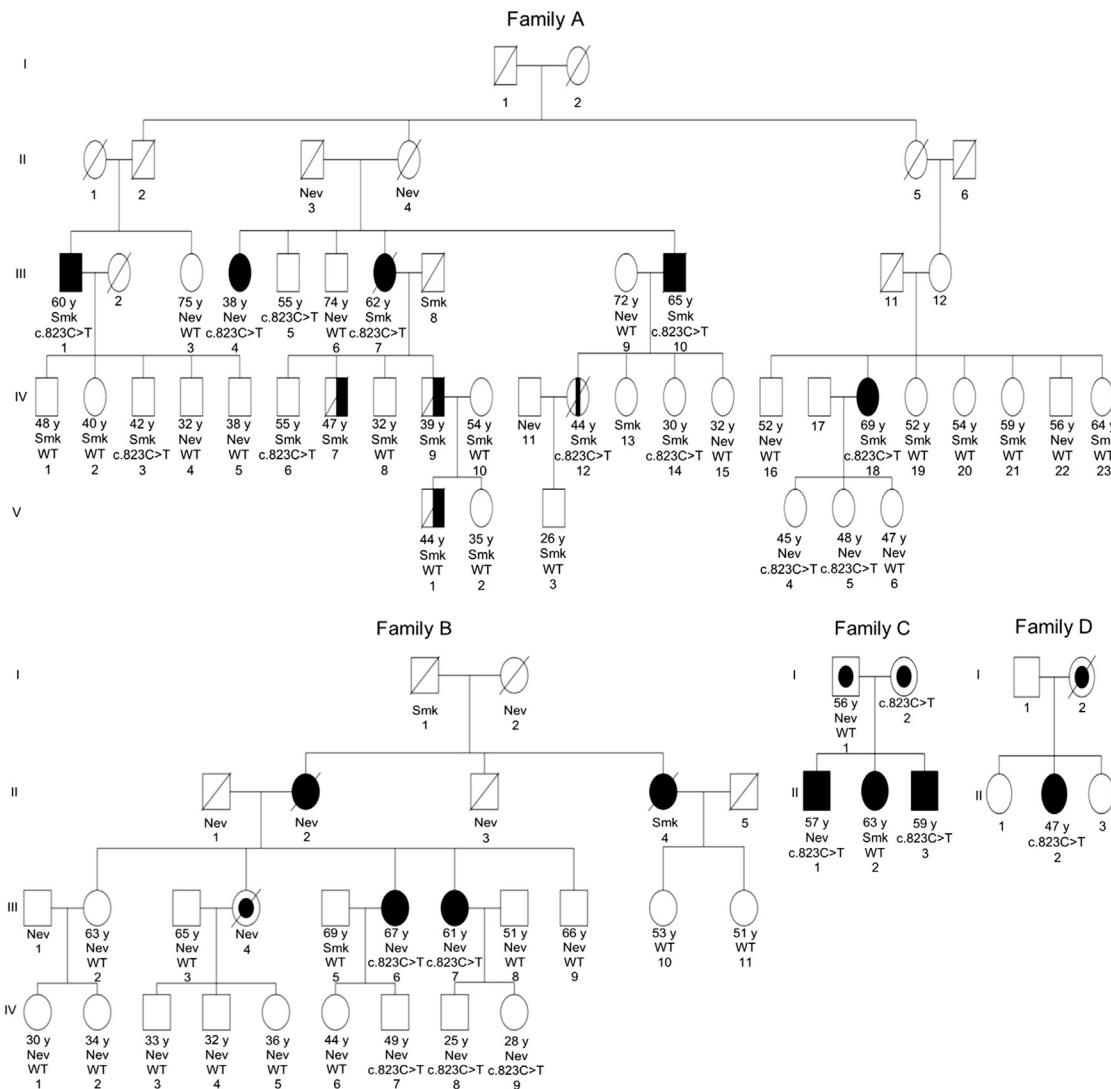 Family A
I
1
2
II
1
2
Nev
3
Nev
4
5
6
III
60 y
Smk
c.823C>T
1
2
75 y
Nev
WT
3
38 y
Nev
c.823C>T
4
55 y
c.823C>T
5
74 y
Nev
WT
6
62 y
Smk
c.823C>T
7
Smk
8
72 y
Nev
WT
9
65 y
Smk
c.823C>T
10
11
12
IV
48 y
Smk
WT
1
40 y
Smk
WT
2
42 y
Smk
c.823C>T
3
32 y
Nev
WT
4
38 y
Nev
WT
5
55 y
Smk
c.823C>T
6
47 y
Smk
7
32 y
Smk
WT
8
39 y
Smk
9
54 y
Smk
WT
10
Nev
11
44 y
Smk
c.823C>T
12
Smk
13
30 y
Smk
c.823C>T
14
32 y
Nev
WT
15
52 y
Nev
WT
16
17
69 y
Smk
c.823C>T
18
52 y
Smk
WT
19
54 y
Smk
WT
20
59 y
Smk
WT
21
56 y
Nev
WT
22
64 y
Smk
WT
23
V
44 y
Smk
WT
1
35 y
Smk
WT
2
26 y
Smk
WT
3
45 y
Nev
c.823C>T
4
48 y
Nev
c.823C>T
5
47 y
Nev
WT
6
Family B
I
Smk
1
Nev
2
II
Nev
1
Nev
2
Nev
3
Smk
4
5
III
Nev
1
63 y
Nev
WT
2
65 y
Nev
WT
3
Nev
4
69 y
Smk
WT
5
67 y
Nev
c.823C>T
6
61 y
Nev
c.823C>T
7
51 y
Nev
WT
8
66 y
Nev
WT
9
53 y
WT
10
51 y
WT
11
IV
30 y
Nev
WT
1
34 y
Nev
WT
2
33 y
Nev
WT
3
32 y
Nev
WT
4
36 y
Nev
WT
5
44 y
Nev
WT
6
49 y
Nev
c.823C>T
7
25 y
Nev
c.823C>T
8
28 y
Nev
c.823C>T
9
Family C
I
56 y
Nev
WT
1
c.823C>T
2
II
57 y
Nev
c.823C>T
1
63 y
Smk
WT
2
59 y
c.823C>T
3
Family D
I
1
2
II
1
47 y
c.823C>T
2
3